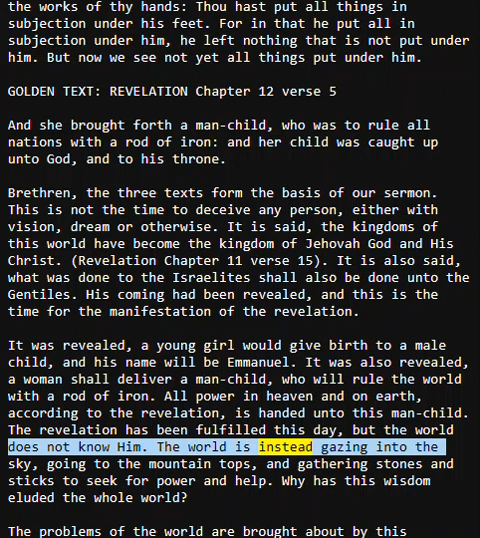 the works of thy hands: Thou hast put all things in
subjection under his feet. For in that he put all in
subjection under him, he left nothing that is not put under
him. But now we see not yet all things put under him.
GOLDEN TEXT: REVELATION Chapter 12 verse 5
And she brought forth a man-child, who was to rule all
nations with a rod of iron: and her child was caught up
unto God, and to his throne.
Brethren, the three texts form the basis of our sermon.
This is not the time to deceive any person, either with
vision, dream or otherwise. It is said, the kingdoms of
this world have become the kingdom of Jehovah God and His
Christ. (Revelation Chapter 11 verse 15). It is also said,
what was done to the Israelites shall also be done unto the
Gentiles. His coming had been revealed, and this is the
time for the manifestation of the revelation.
It was revealed, a young girl would give birth to a male
child, and his name will be Emmanuel. It was also revealed,
a woman shall deliver a man-child, who will rule the world
with a rod of iron. All power in heaven and on earth,
according to the revelation, is handed unto this man-child.
The revelation has been fulfilled this day, but the world
does not know Him. The world is instead gazing into the
sky, going to the mountain tops, and gathering stones and
sticks to seek for power and help. Why has this wisdom
eluded the whole world?
The problems of the world are brought about by this